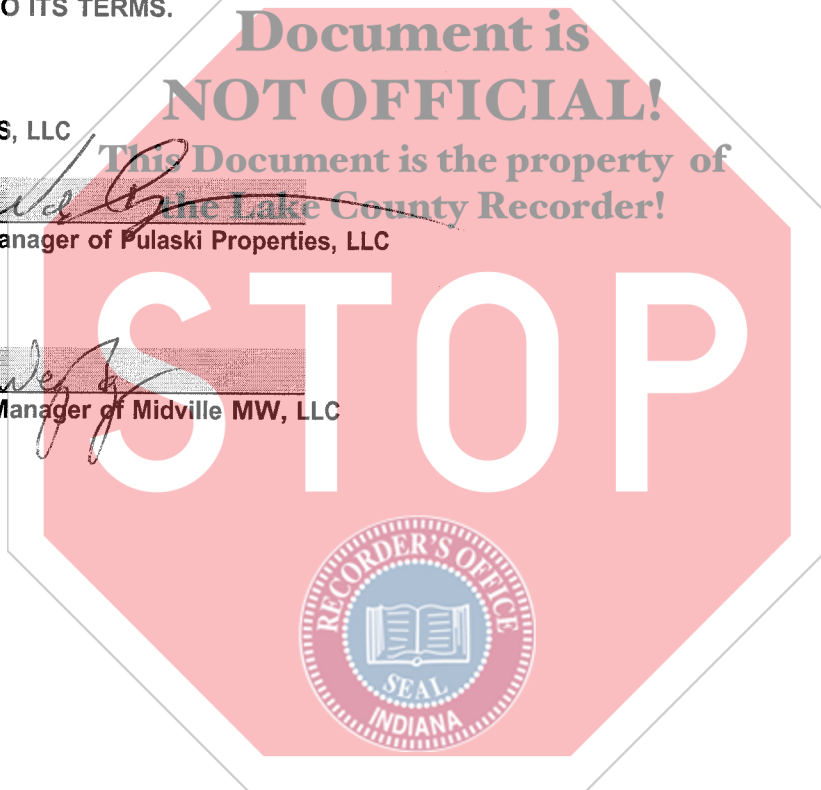 O ITS TERMS.
Document is
NOT OFFICIAL!
S, LLC
This Document is the property of
the Lake County Recorder!
anager of Pulaski Properties, LLC
STOP
Manager of Midville MW, LLC
RECORDER'S OFFICE
SEAL
INDIANA